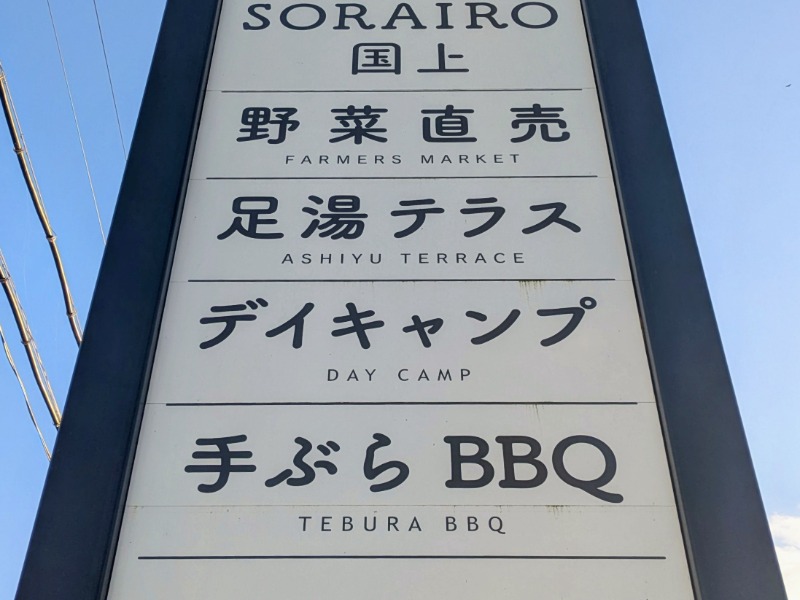 SORAIRO
国上
野菜直売
FARMERS MARKET
足湯テラス
ASHIYU TERRACE
デイキャンプ
DAY CAMP
手ぶらBBQ
TEBURA BBQ